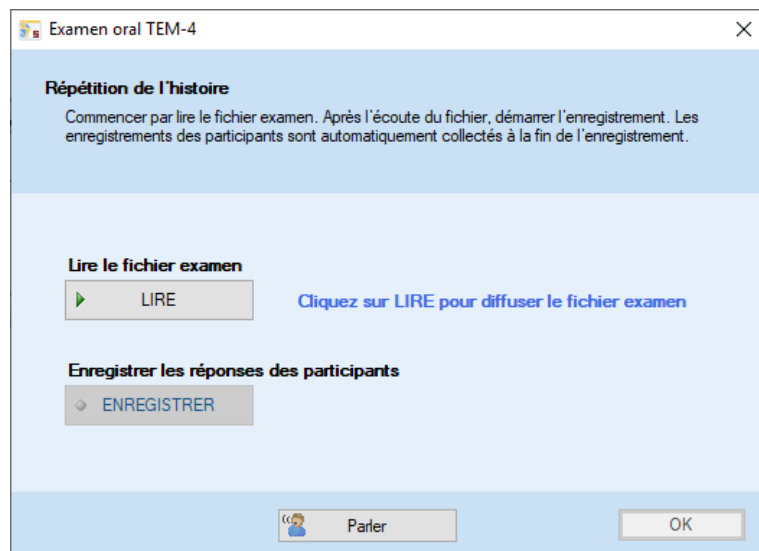 Examen oral TEM-4
Répétition de l'histoire
Commencer par lire le fichier examen. Après l'écoute du fichier, démarrer l'enregistrement. Les
enregistrements des participants sont automatiquement collectés à la fin de l'enregistrement.
Lire le fichier examen
LIRE
Cliquez sur LIRE pour diffuser le fichier examen
Enregistrer les réponses des participants
ENREGISTRER
Parler
OK